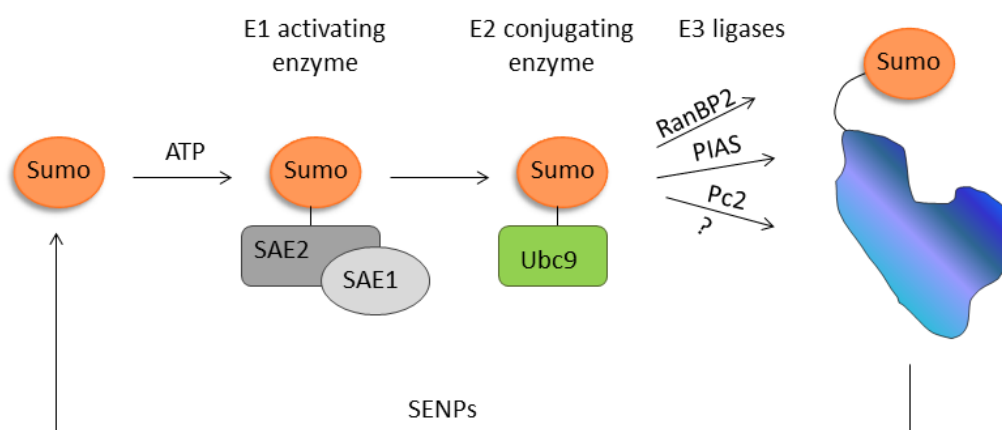 E1 activating
enzyme
E2 conjugating
enzyme
E3 ligases
Sumo
ATP
Sumo
SAE2
SAE1
Sumo
Ubc9
RanBP2
PIAS
Pc2
?
Sumo
SENPs